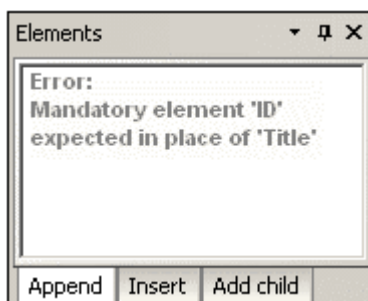 Elements
Error:
Mandatory element 'ID'
expected in place of 'Title'
Append Insert Add child